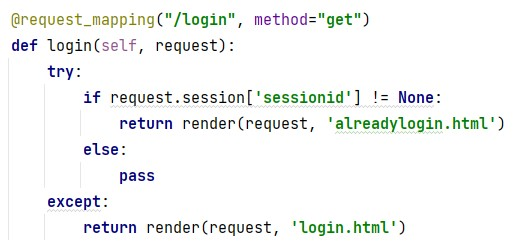 @request_mapping("/login", method="get")
def login(self, request):
    try:
        if request.session['sessionid'] != None:
            return render(request, 'alreadylogin.html')
        else:
            pass
    except:
        return render(request, 'login.html')